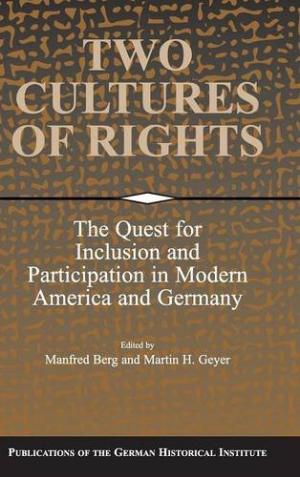 TWO
CULTURES
OF RIGHTS
The Quest for
Inclusion and
Participation in Modern
America and Germany
Edited by
Manfred Berg and Martin H. Geyer
PUBLICATIONS OF THE GERMAN HISTORICAL INSTITUTE